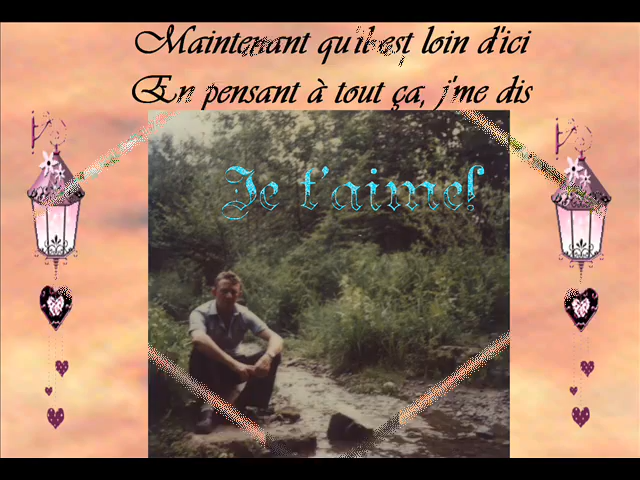 Maintenant qu'il est loin d'ici
En pensant à tout ça, j'me dis
Je t'aime!